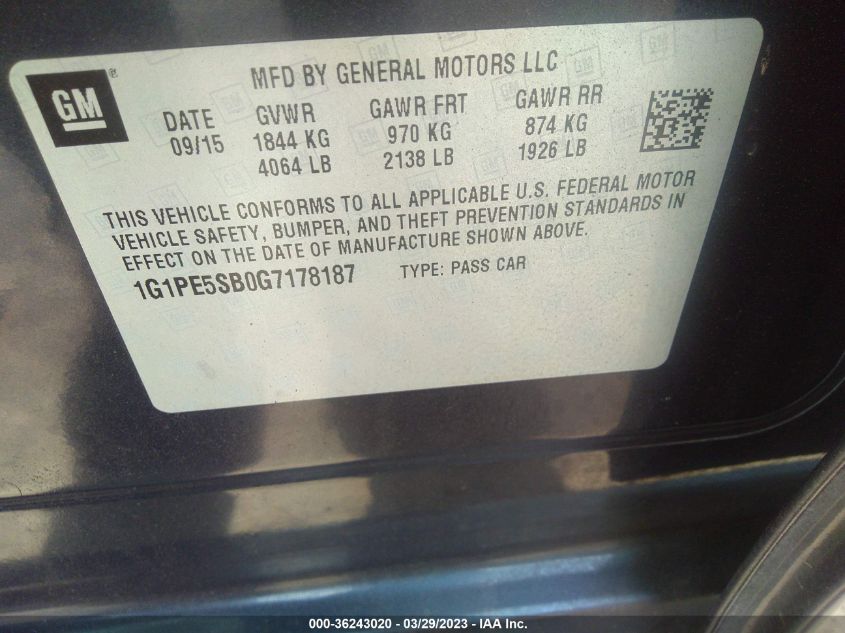 MFD BY GENERAL MOTORS LLC
GM®
DATE GVWR GAWR FRT GAWR RR
09/15 1844 KG 970 KG 874 KG
4064 LB 2138 LB 1926 LB
THIS VEHICLE CONFORMS TO ALL APPLICABLE U.S. FEDERAL MOTOR
VEHICLE SAFETY, BUMPER, AND THEFT PREVENTION STANDARDS IN
EFFECT ON THE DATE OF MANUFACTURE SHOWN ABOVE.
1G1PE5SB0G7178187 TYPE: PASS CAR
000-36243020 / 03/29/2023 - IAA Inc.